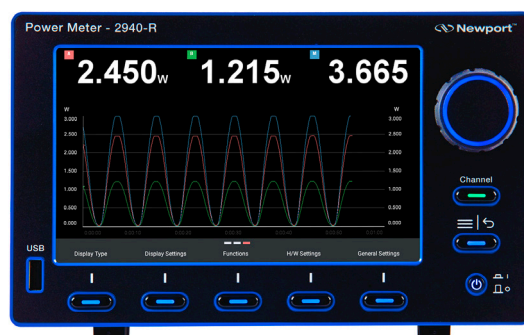 Power Meter - 2940-R
Newport™
A
B
M
2.450W
1.215W
3.665
W
W
3.000
3.000
2.500
2.500
2.000
2.000
1.500
1.500
1.000
1.000
0.500
0.500
0.000
0.000
Display Type
Display Settings
Functions
H/W Settings
General Settings
Channel
USB